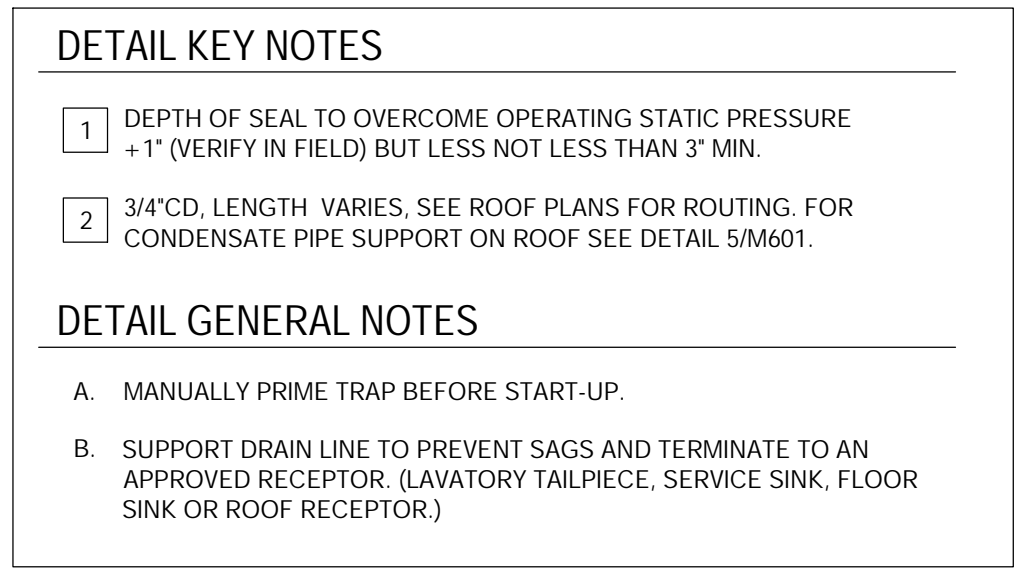 DETAIL KEY NOTES
1 DEPTH OF SEAL TO OVERCOME OPERATING STATIC PRESSURE
+1" (VERIFY IN FIELD) BUT LESS NOT LESS THAN 3" MIN.
2 3/4"CD, LENGTH VARIES, SEE ROOF PLANS FOR ROUTING. FOR
CONDENSATE PIPE SUPPORT ON ROOF SEE DETAIL 5/M601.
DETAIL GENERAL NOTES
A. MANUALLY PRIME TRAP BEFORE START-UP.
B. SUPPORT DRAIN LINE TO PREVENT SAGS AND TERMINATE TO AN
APPROVED RECEPTOR. (LAVATORY TAILPIECE, SERVICE SINK, FLOOR
SINK OR ROOF RECEPTOR.)